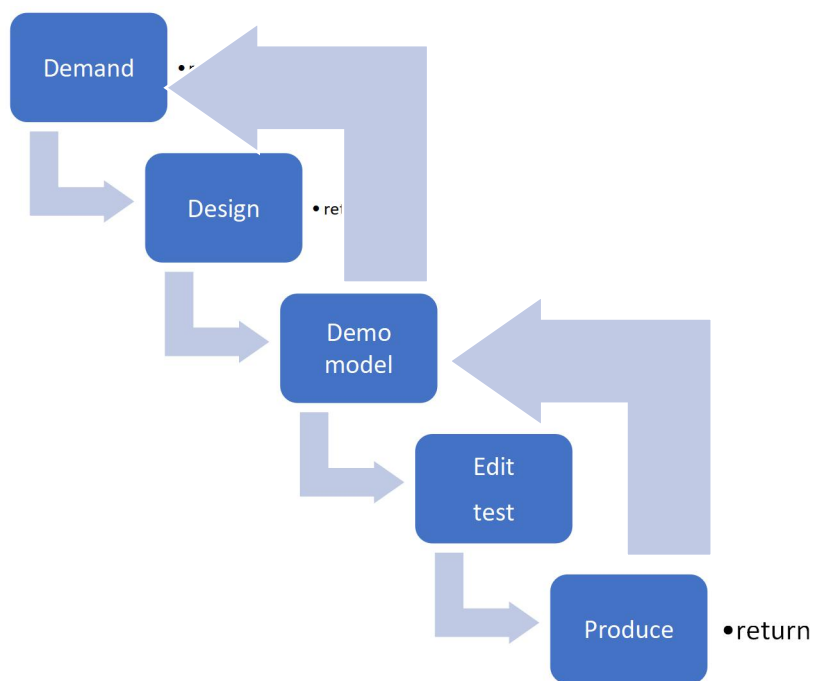 Demand
Design
Demo
model
Edit
test
Produce
•return